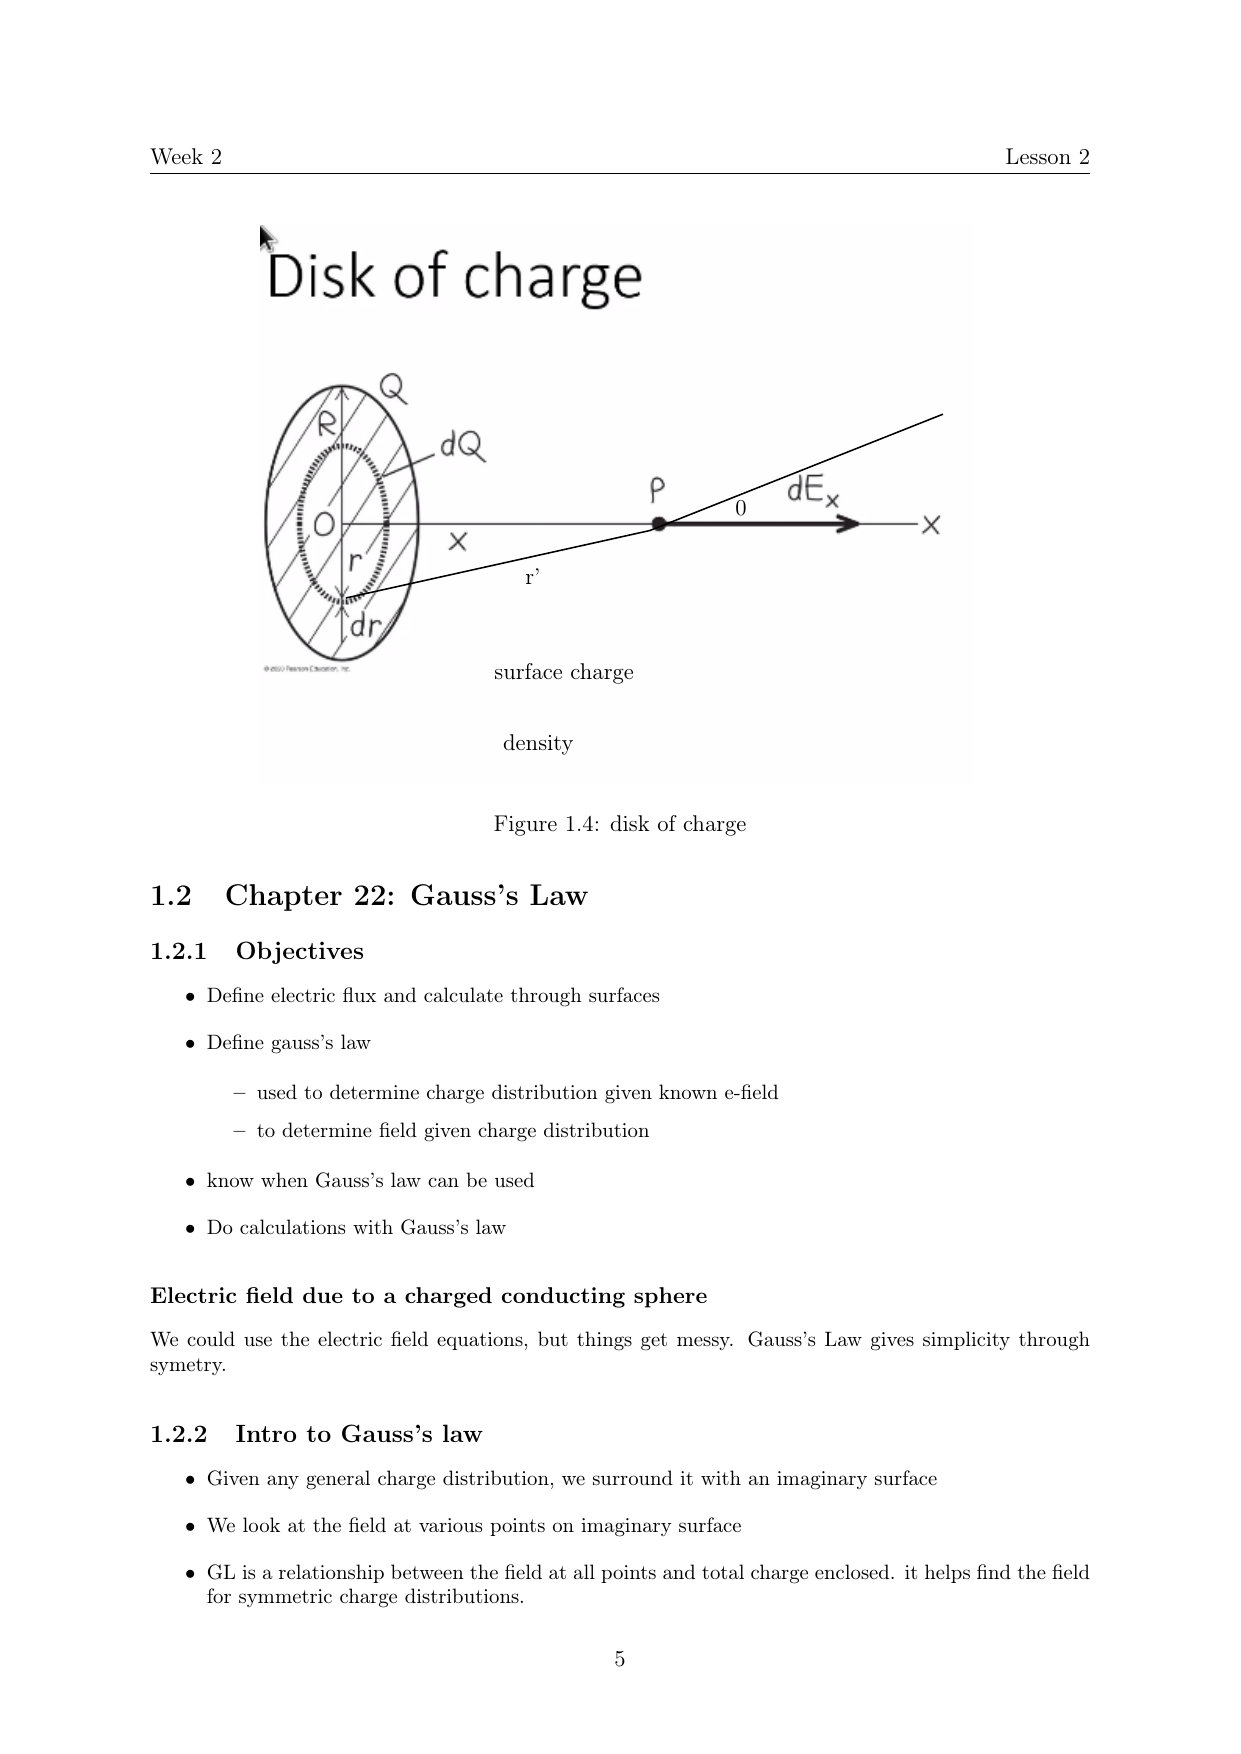 Week 2 Lesson 2
Disk of charge
Q
R
dQ
P
dEx
0
O
x
x
r
r'
dr
© 2010 Pearson Education, Inc.
surface charge
density
Figure 1.4: disk of charge
1.2 Chapter 22: Gauss's Law
1.2.1 Objectives
• Define electric flux and calculate through surfaces
• Define gauss's law
– used to determine charge distribution given known e-field
– to determine field given charge distribution
• know when Gauss's law can be used
• Do calculations with Gauss's law
Electric field due to a charged conducting sphere
We could use the electric field equations, but things get messy. Gauss's Law gives simplicity through
symetry.
1.2.2 Intro to Gauss's law
• Given any general charge distribution, we surround it with an imaginary surface
• We look at the field at various points on imaginary surface
• GL is a relationship between the field at all points and total charge enclosed. it helps find the field
for symmetric charge distributions.
5